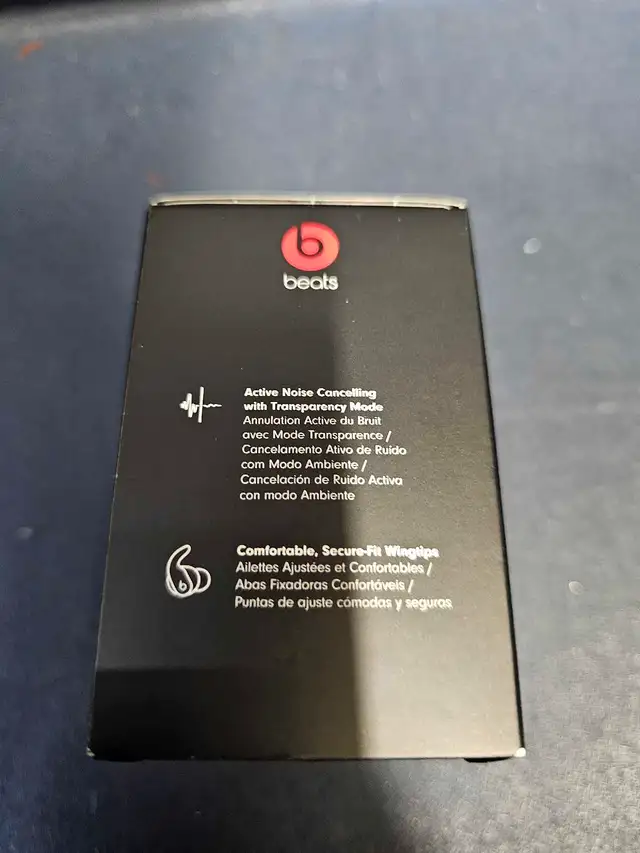 beats
Active Noise Cancelling
with Transparency Mode
Annulation Active du Bruit
avec Mode Transparence /
Cancelamento Ativo de Ruído
com Modo Ambiente /
Cancelación de Ruido Activa
con modo Ambiente
Comfortable, Secure-Fit Wingtips
Ailettes Ajustées et Confortables /
Abas Fixadoras Confortáveis /
Puntas de ajuste cómodas y seguras